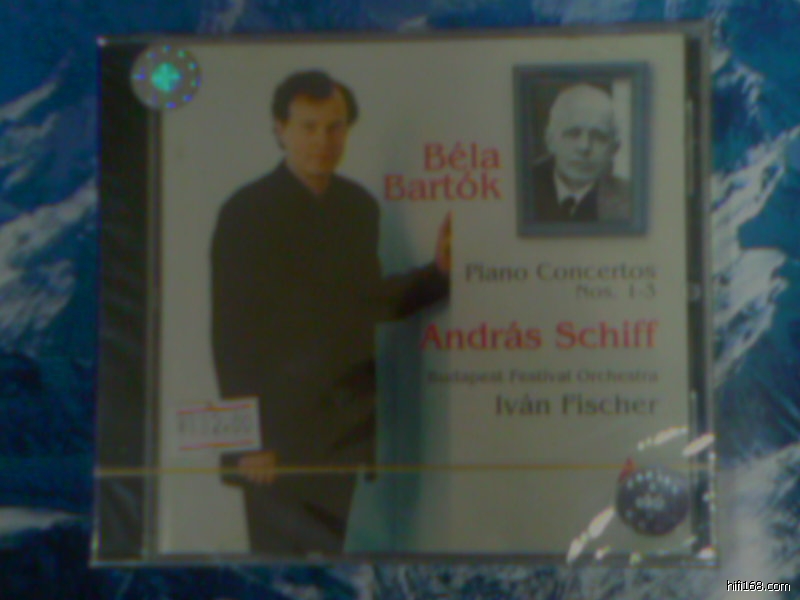 Béla
Bartók
Piano Concertos
Nos. 1-3
András Schiff
Budapest Festival Orchestra
Iván Fischer
hifi168.com